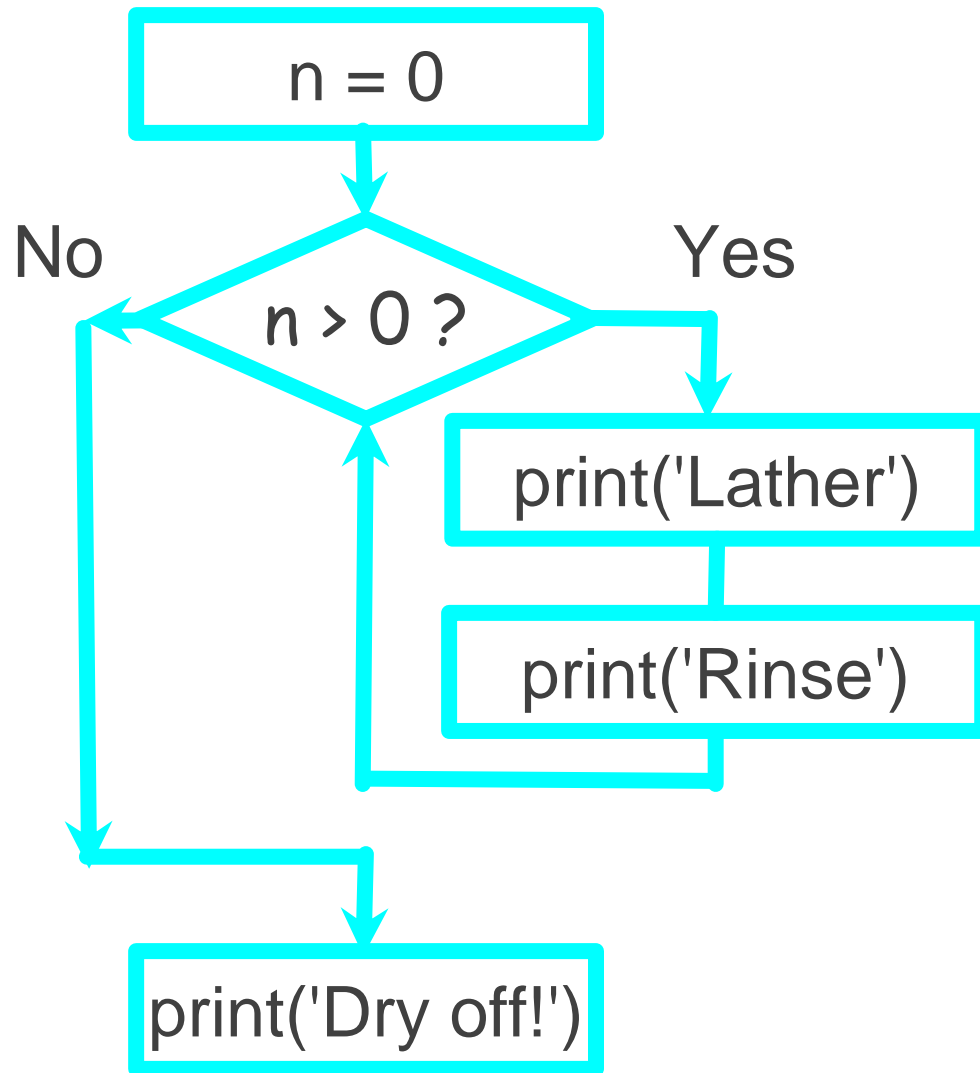 n = 0
No
Yes
n > 0 ?
print('Lather')
print('Rinse')
print('Dry off!')